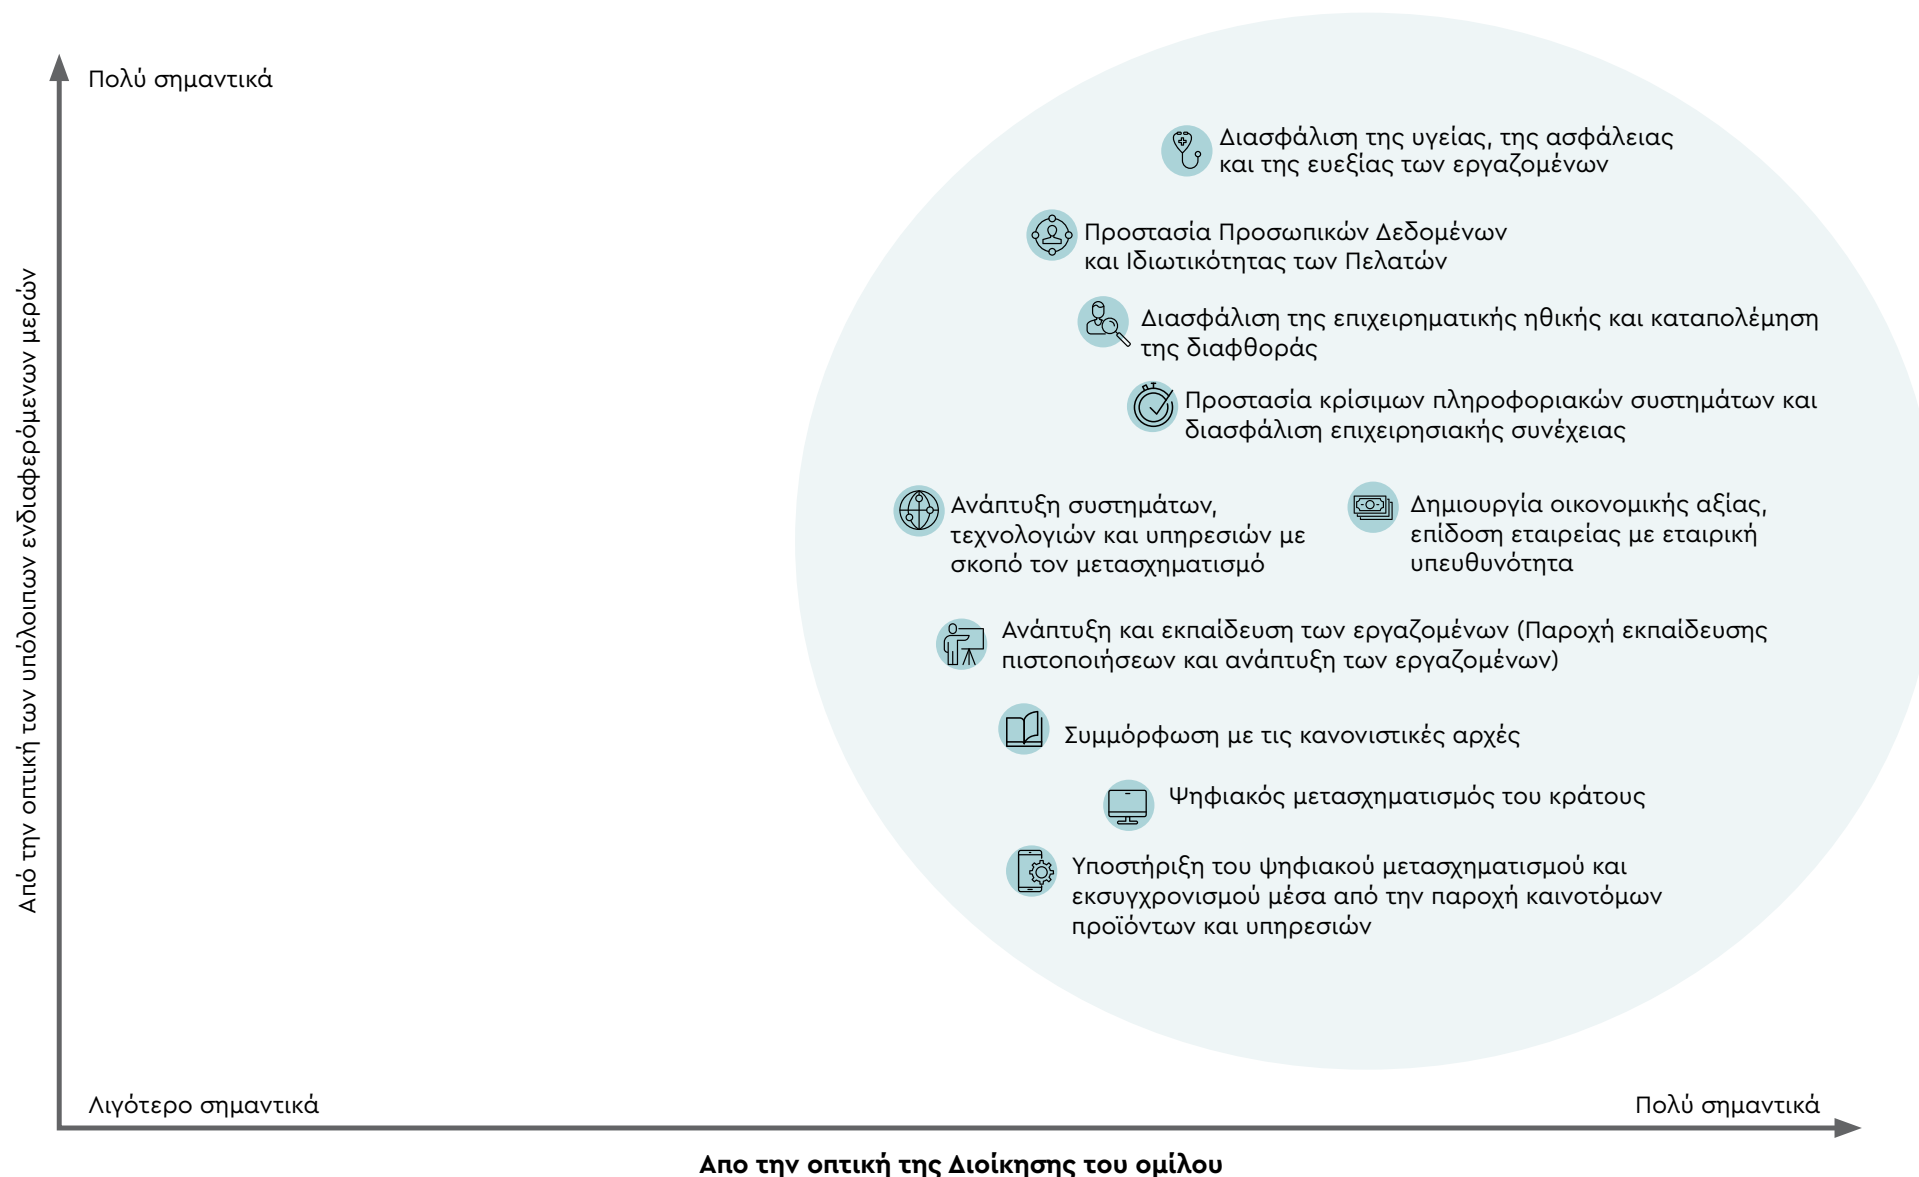 Πολύ σημαντικά
Από την οπτική των υπόλοιπων ενδιαφερόμενων μερών
Διασφάλιση της υγείας, της ασφάλειας
και της ευεξίας των εργαζομένων
Προστασία Προσωπικών Δεδομένων
και Ιδιωτικότητας των Πελατών
Διασφάλιση της επιχειρηματικής ηθικής και καταπολέμηση
της διαφθοράς
Προστασία κρίσιμων πληροφοριακών συστημάτων και
διασφάλιση επιχειρησιακής συνέχειας
Ανάπτυξη συστημάτων,
τεχνολογιών και υπηρεσιών με
σκοπό τον μετασχηματισμό
Δημιουργία οικονομικής αξίας,
επίδοση εταιρείας με εταιρική
υπευθυνότητα
Ανάπτυξη και εκπαίδευση των εργαζομένων (Παροχή εκπαίδευσης
πιστοποιήσεων και ανάπτυξη των εργαζομένων)
Συμμόρφωση με τις κανονιστικές αρχές
Ψηφιακός μετασχηματισμός του κράτους
Υποστήριξη του ψηφιακού μετασχηματισμού και
εκσυγχρονισμού μέσα από την παροχή καινοτόμων
προϊόντων και υπηρεσιών
Λιγότερο σημαντικά
Πολύ σημαντικά
Απο την οπτική της Διοίκησης του ομίλου